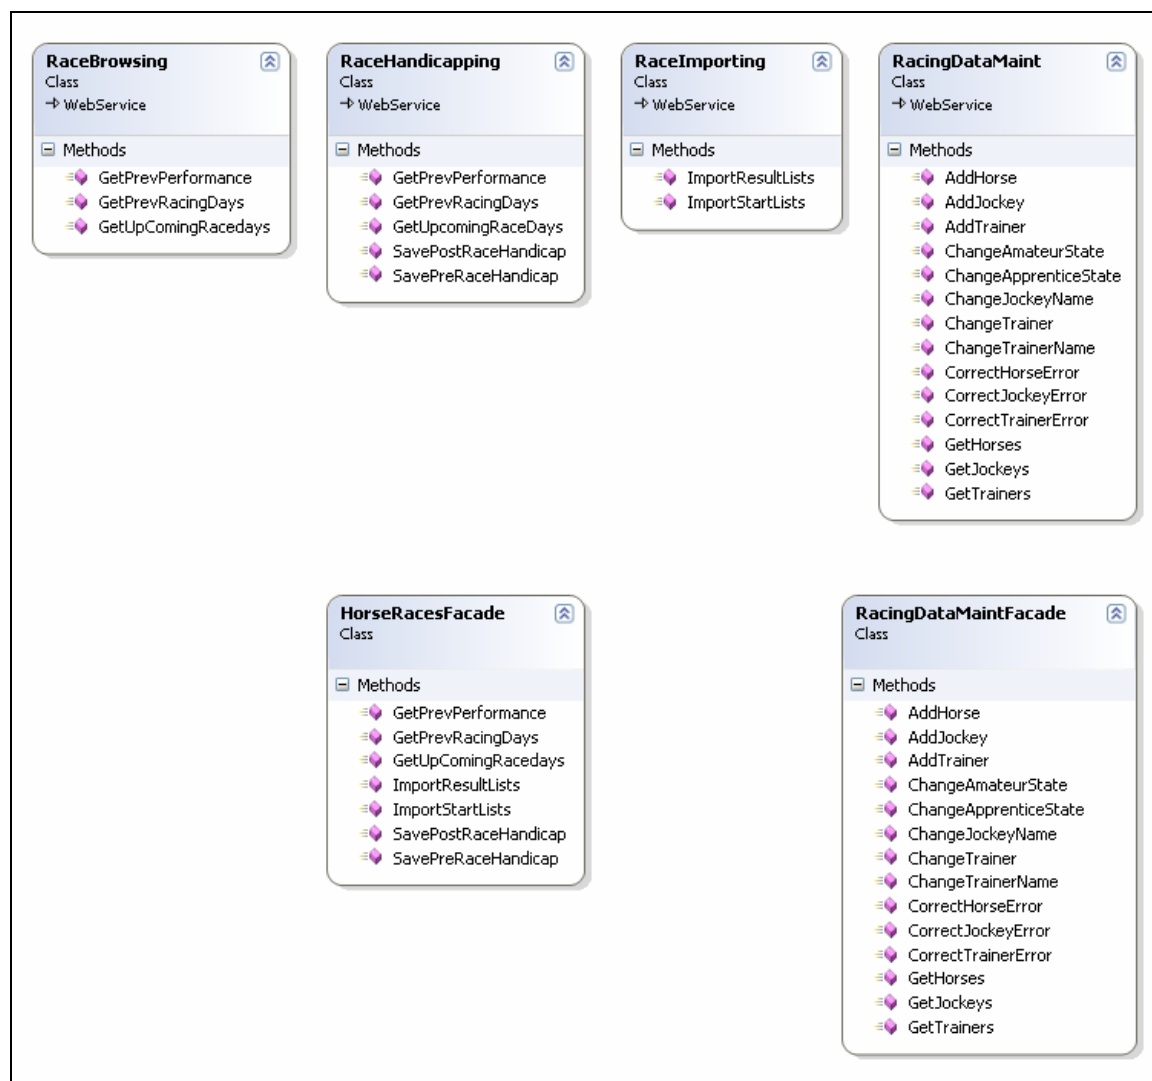 RaceBrowsing
Class
WebService
Methods
GetPrevPerformance
GetPrevRacingDays
GetUpComingRacedays
RaceHandicapping
Class
WebService
Methods
GetPrevPerformance
GetPrevRacingDays
GetUpcomingRaceDays
SavePostRaceHandicap
SavePreRaceHandicap
RaceImporting
Class
WebService
Methods
ImportResultLists
ImportStartLists
RacingDataMaint
Class
WebService
Methods
AddHorse
AddJockey
AddTrainer
ChangeAmateurState
ChangeApprenticeState
ChangeJockeyName
ChangeTrainer
ChangeTrainerName
CorrectHorseError
CorrectJockeyError
CorrectTrainerError
GetHorses
GetJockeys
GetTrainers
HorseRacesFacade
Class
Methods
GetPrevPerformance
GetPrevRacingDays
GetUpComingRacedays
ImportResultLists
ImportStartLists
SavePostRaceHandicap
SavePreRaceHandicap
RacingDataMaintFacade
Class
Methods
AddHorse
AddJockey
AddTrainer
ChangeAmateurState
ChangeApprenticeState
ChangeJockeyName
ChangeTrainer
ChangeTrainerName
CorrectHorseError
CorrectJockeyError
CorrectTrainerError
GetHorses
GetJockeys
GetTrainers